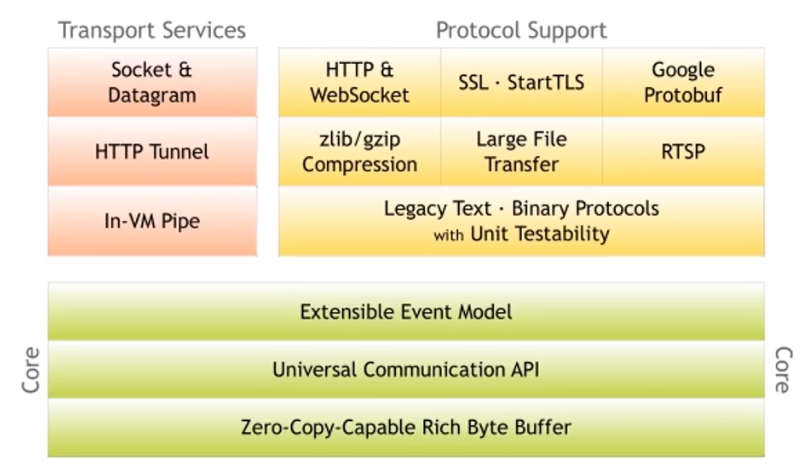 Transport Services
Socket &
Datagram
HTTP Tunnel
In-VM Pipe
Protocol Support
HTTP &
WebSocket
SSL · StartTLS
Google
Protobuf
zlib/gzip
Compression
Large File
Transfer
RTSP
Legacy Text · Binary Protocols
with Unit Testability
Core
Extensible Event Model
Universal Communication API
Zero-Copy-Capable Rich Byte Buffer
Core